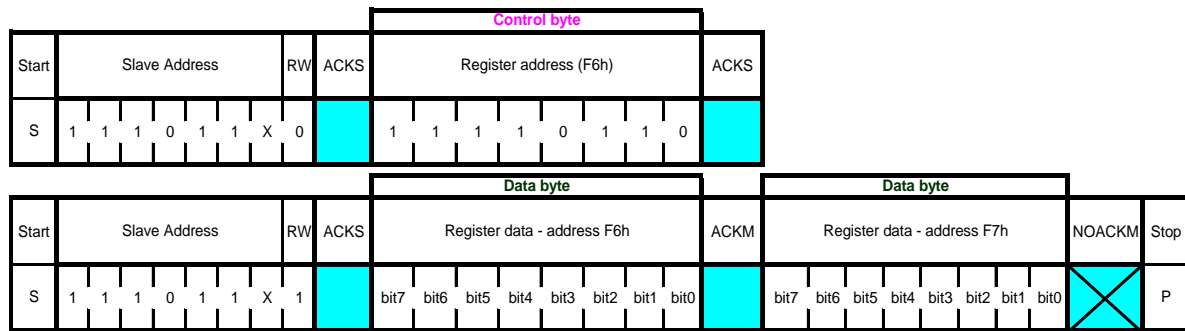 Control byte
Start Slave Address RW ACKS Register address (F6h) ACKS
S 1 1 1 0 1 1 X 0 1 1 1 1 0 1 1 0
Data byte Data byte
Start Slave Address RW ACKS Register data - address F6h ACKM Register data - address F7h NOACKM Stop
S 1 1 1 0 1 1 X 1 bit7 bit6 bit5 bit4 bit3 bit2 bit1 bit0 bit7 bit6 bit5 bit4 bit3 bit2 bit1 bit0 P